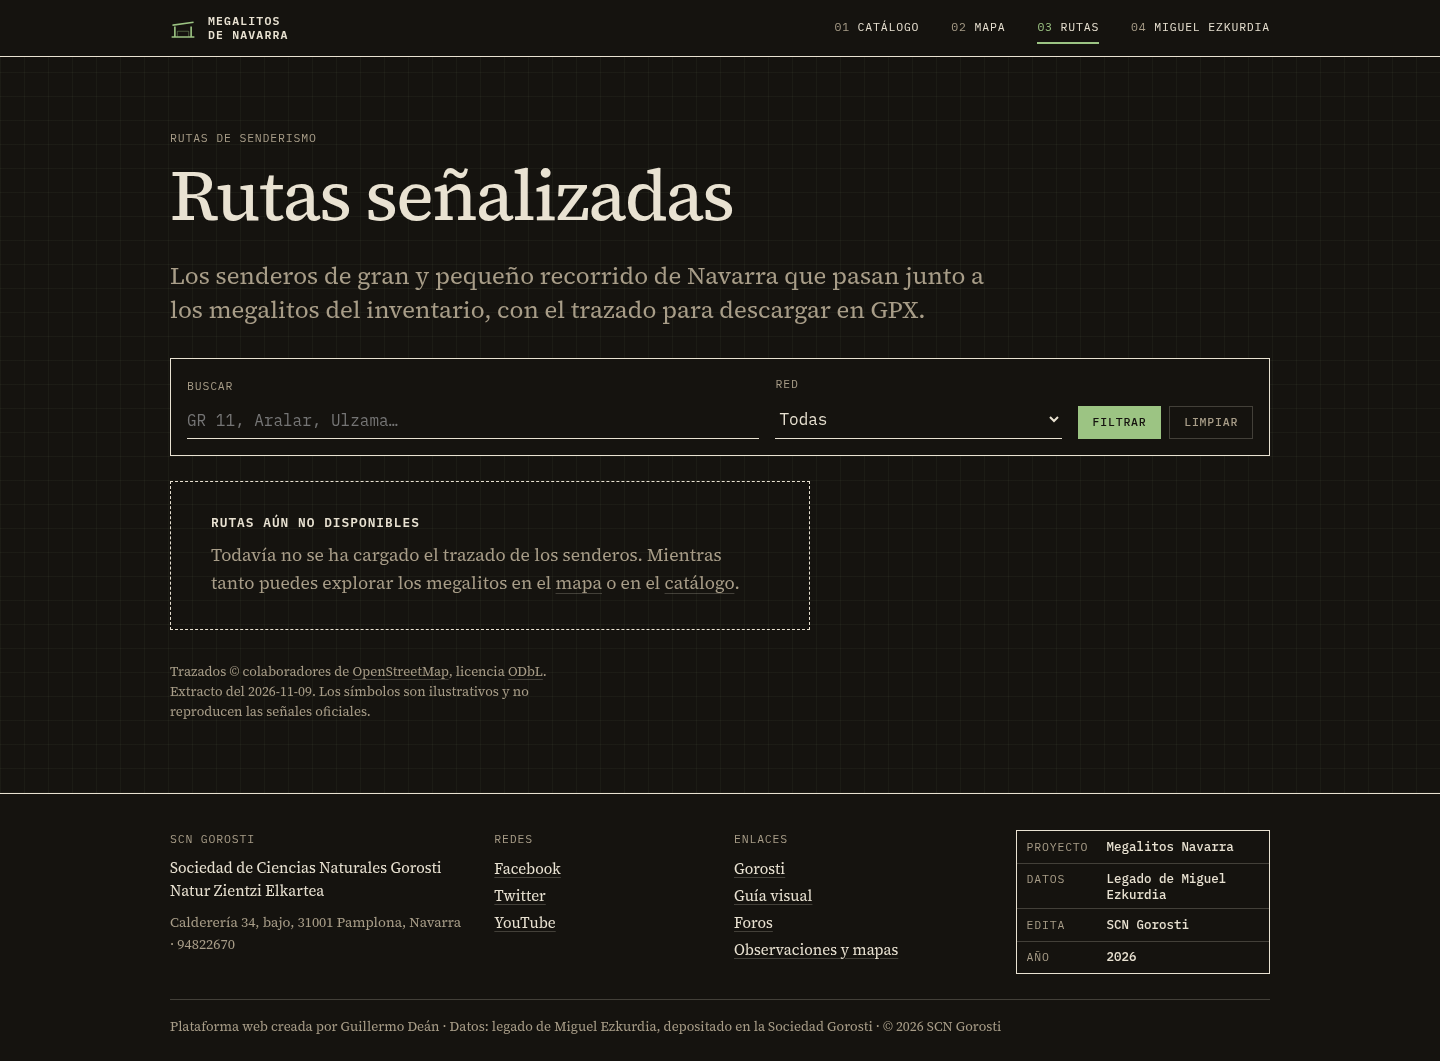 MEGALITOS
DE NAVARRA
01 CATÁLOGO
02 MAPA
03 RUTAS
04 MIGUEL EZKURDIA
RUTAS DE SENDERISMO
Rutas señalizadas
Los senderos de gran y pequeño recorrido de Navarra que pasan junto a
los megalitos del inventario, con el trazado para descargar en GPX.
BUSCAR
GR 11, Aralar, Ulzama…
RED
Todas
FILTRAR
LIMPIAR
RUTAS AÚN NO DISPONIBLES
Todavía no se ha cargado el trazado de los senderos. Mientras
tanto puedes explorar los megalitos en el mapa o en el catálogo.
Trazados © colaboradores de OpenStreetMap, licencia ODbL.
Extracto del 2026-11-09. Los símbolos son ilustrativos y no
reproducen las señales oficiales.
SCN GOROSTI
Sociedad de Ciencias Naturales Gorosti
Natur Zientzi Elkartea
Calderería 34, bajo, 31001 Pamplona, Navarra
· 94822670
REDES
Facebook
Twitter
YouTube
ENLACES
Gorosti
Guía visual
Foros
Observaciones y mapas
PROYECTO Megalitos Navarra
DATOS Legado de Miguel
Ezkurdia
EDITA SCN Gorosti
AÑO 2026
Plataforma web creada por Guillermo Deán · Datos: legado de Miguel Ezkurdia, depositado en la Sociedad Gorosti · © 2026 SCN Gorosti